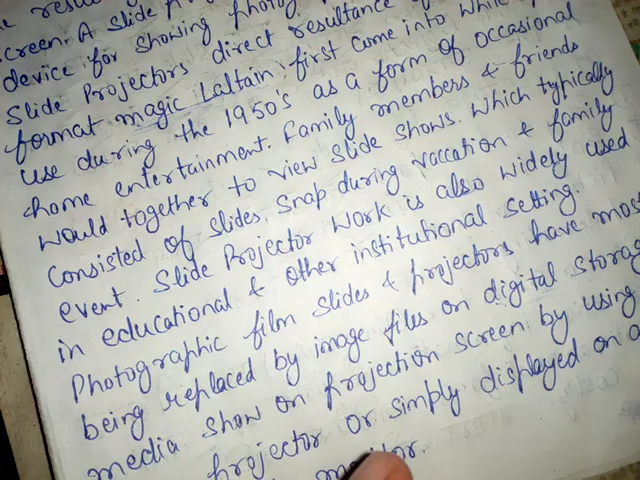 screen. A slide
device for showing
Slide Projectors direct resultance
format magic Laltain, first come into while
use during the 1950's as a form of occasional
home entertainment. Family members & friends
would together to view slide shows. Which typically
Consisted of slides snap during vaccation & family
event. Slide Projector work is also widely used
in educational & other institutional setting.
Photographic film slides & projectors have most
being replaced by image files on digital storag
media show on projection screen by using
projector or simply displayed on a